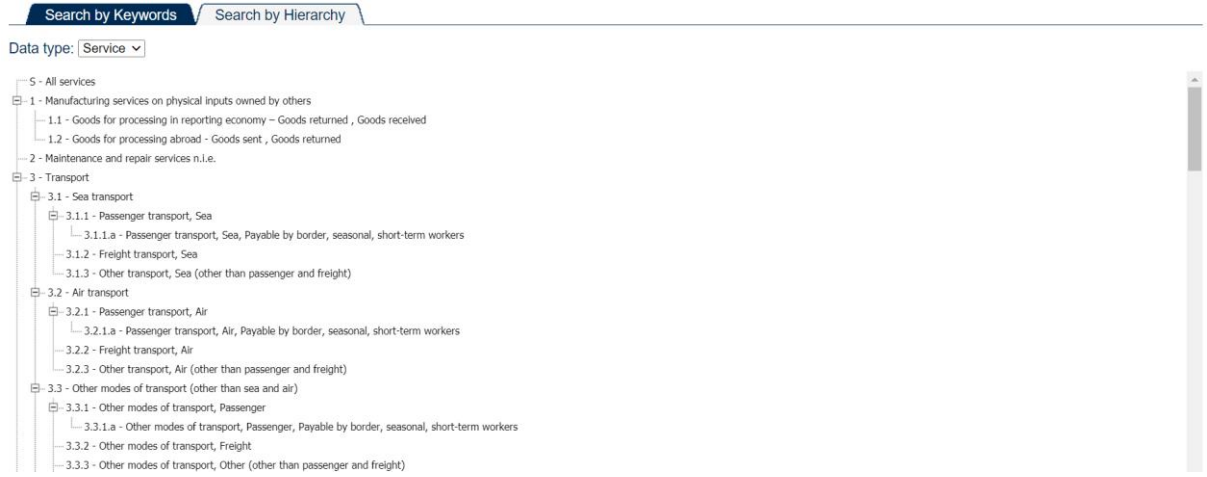 Search by Keywords Search by Hierarchy
Data type: Service
S - All services
1 - Manufacturing services on physical inputs owned by others
1.1 - Goods for processing in reporting economy – Goods returned , Goods received
1.2 - Goods for processing abroad - Goods sent , Goods returned
2 - Maintenance and repair services n.i.e.
3 - Transport
3.1 - Sea transport
3.1.1 - Passenger transport, Sea
3.1.1.a - Passenger transport, Sea, Payable by border, seasonal, short-term workers
3.1.2 - Freight transport, Sea
3.1.3 - Other transport, Sea (other than passenger and freight)
3.2 - Air transport
3.2.1 - Passenger transport, Air
3.2.1.a - Passenger transport, Air, Payable by border, seasonal, short-term workers
3.2.2 - Freight transport, Air
3.2.3 - Other transport, Air (other than passenger and freight)
3.3 - Other modes of transport (other than sea and air)
3.3.1 - Other modes of transport, Passenger
3.3.1.a - Other modes of transport, Passenger, Payable by border, seasonal, short-term workers
3.3.2 - Other modes of transport, Freight
3.3.3 - Other modes of transport, Other (other than passenger and freight)